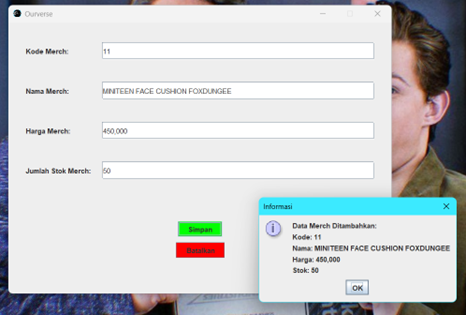 Ourverse
Kode Merch:
11
Nama Merch:
MINITEEN FACE CUSHION FOXDUNGEE
Harga Merch:
450,000
Jumlah Stok Merch:
50
Simpan
Batalkan
Informasi
Data Merch Ditambahkan:
Kode: 11
Nama: MINITEEN FACE CUSHION FOXDUNGEE
Harga: 450,000
Stok: 50
OK